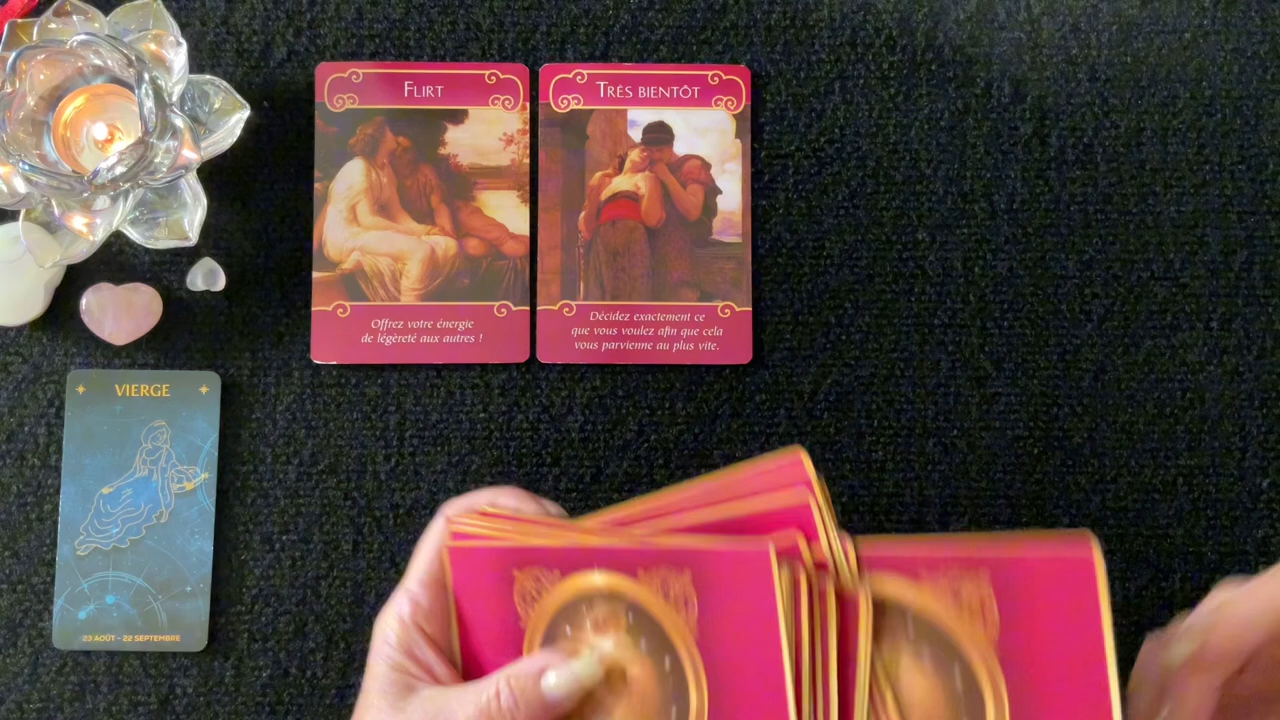 FLIRT
Offrez votre énergie
de légèreté aux autres !
TRÈS BIENTÔT
Décidez exactement ce
que vous voulez afin que cela
vous parvienne au plus vite.
VIERGE
23 AOÛT - 22 SEPTEMBRE